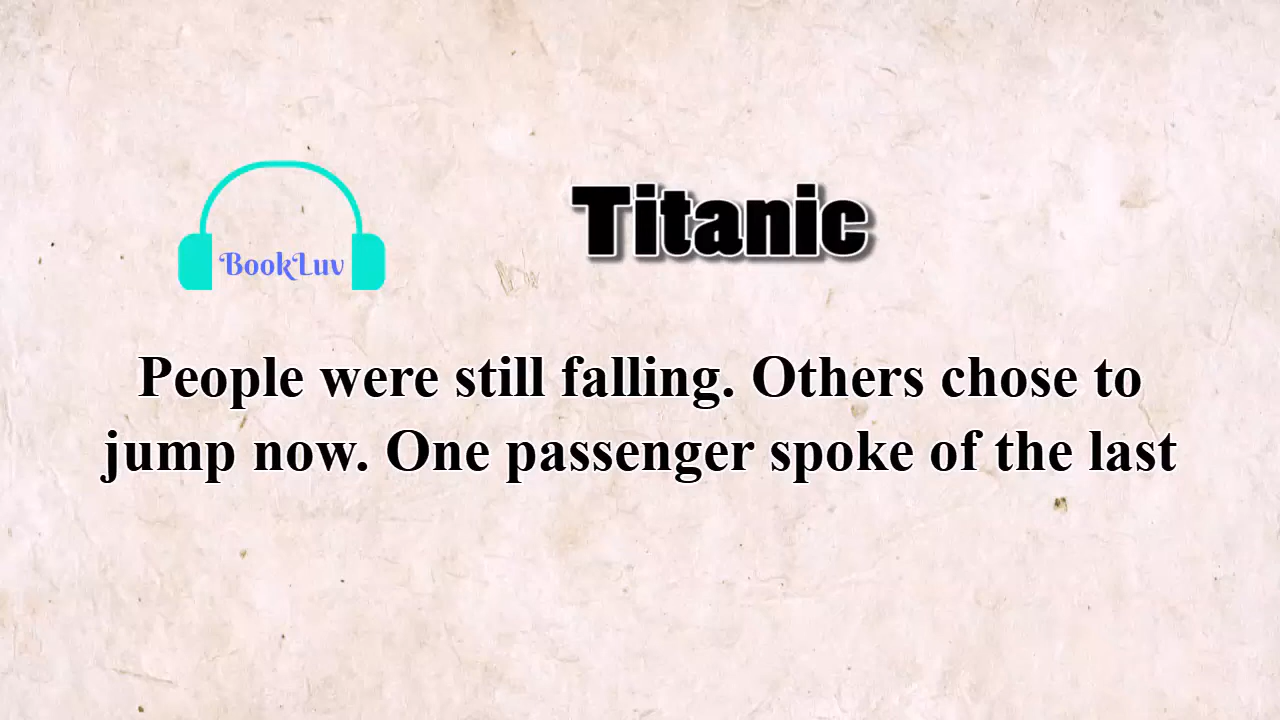 BookLuv
Titanic
People were still falling. Others chose to
jump now. One passenger spoke of the last